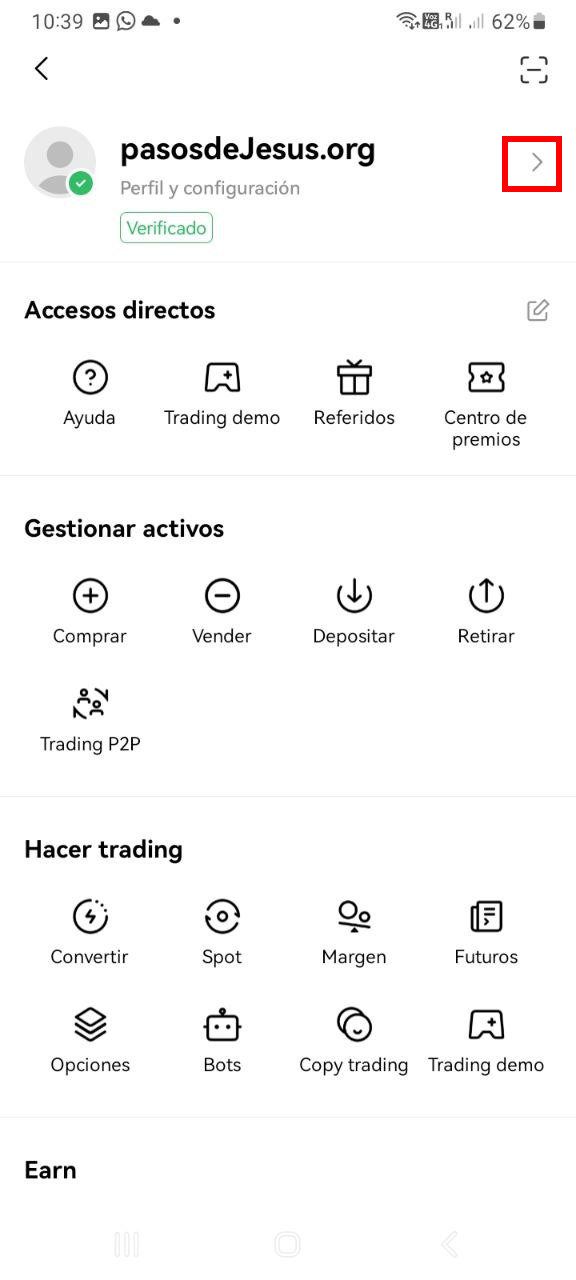 10:39 62%
pasosdeJesus.org
Perfil y configuración
Verificado
Accesos directos
Ayuda Trading demo Referidos Centro de
premios
Gestionar activos
Comprar Vender Depositar Retirar
Trading P2P
Hacer trading
Convertir Spot Margen Futuros
Opciones Bots Copy trading Trading demo
Earn